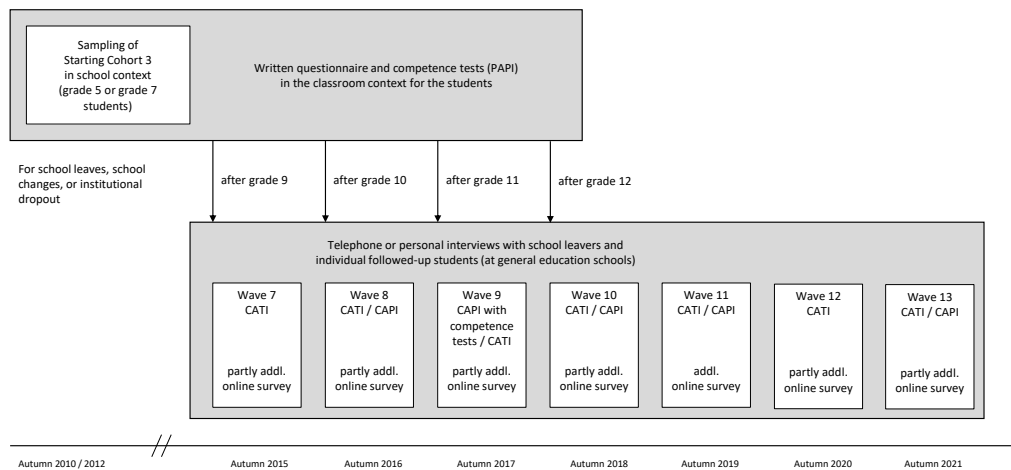 Sampling of
Starting Cohort 3
in school context
(grade 5 or grade 7
students)
Written questionnaire and competence tests (PAPI)
in the classroom context for the students
For school leaves, school
changes, or institutional
dropout
after grade 9
after grade 10
after grade 11
after grade 12
Telephone or personal interviews with school leavers and
individual followed-up students (at general education schools)
Wave 7
CATI
partly addl.
online survey
Wave 8
CATI / CAPI
partly addl.
online survey
Wave 9
CAPI with
competence
tests / CATI
partly addl.
online survey
Wave 10
CATI / CAPI
partly addl.
online survey
Wave 11
CATI / CAPI
addl.
online survey
Wave 12
CATI
partly addl.
online survey
Wave 13
CATI / CAPI
partly addl.
online survey
Autumn 2010 / 2012
Autumn 2015
Autumn 2016
Autumn 2017
Autumn 2018
Autumn 2019
Autumn 2020
Autumn 2021